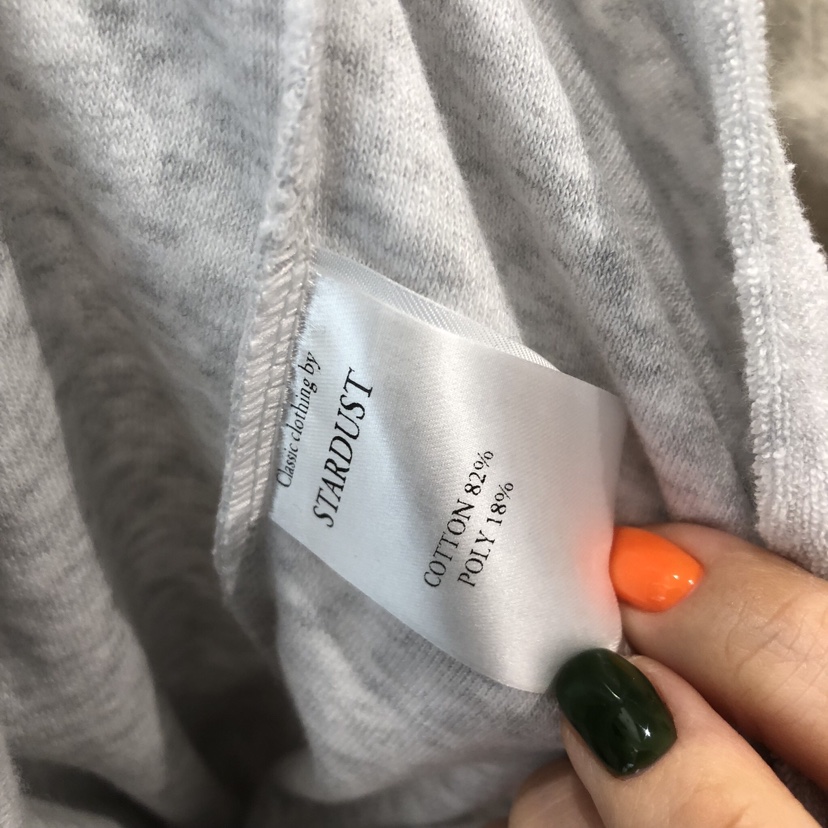 Classic clothing by
STARDUST
COTTON 82%
POLY 18%